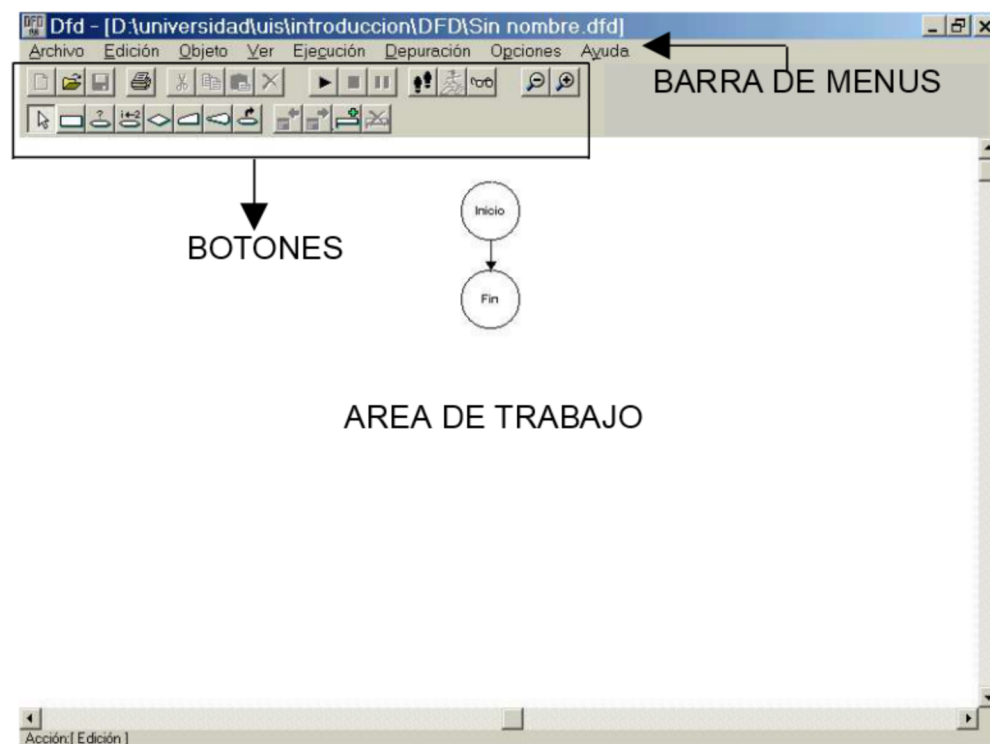 Dfd - [D:\universidad\uis\introduccion\DFD\Sin nombre.dfd]
Archivo Edición Objeto Ver Ejecución Depuración Opciones Ayuda
BARRA DE MENUS
BOTONES
Inicio
Fin
AREA DE TRABAJO
Acción:[ Edición ]